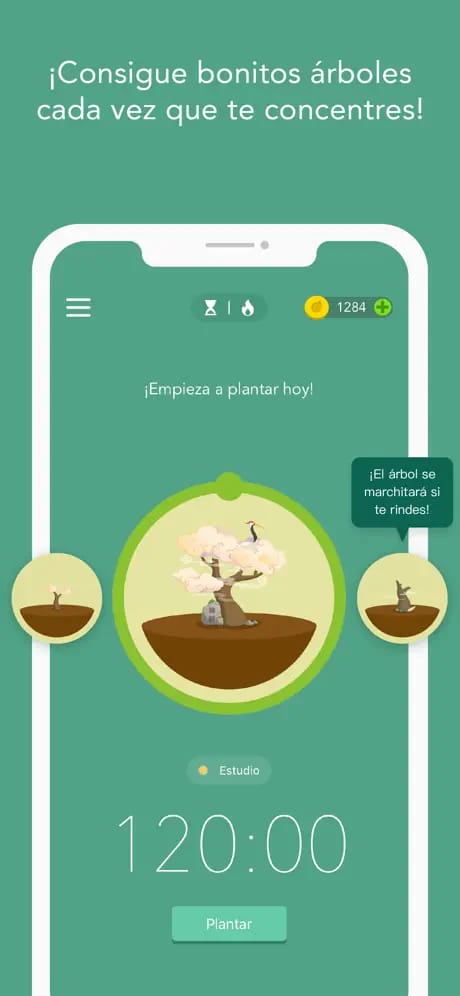 ¡Consigue bonitos árboles
cada vez que te concentres!
1284
¡Empieza a plantar hoy!
¡El árbol se
marchitará si
te rindes!
Estudio
120:00
Plantar